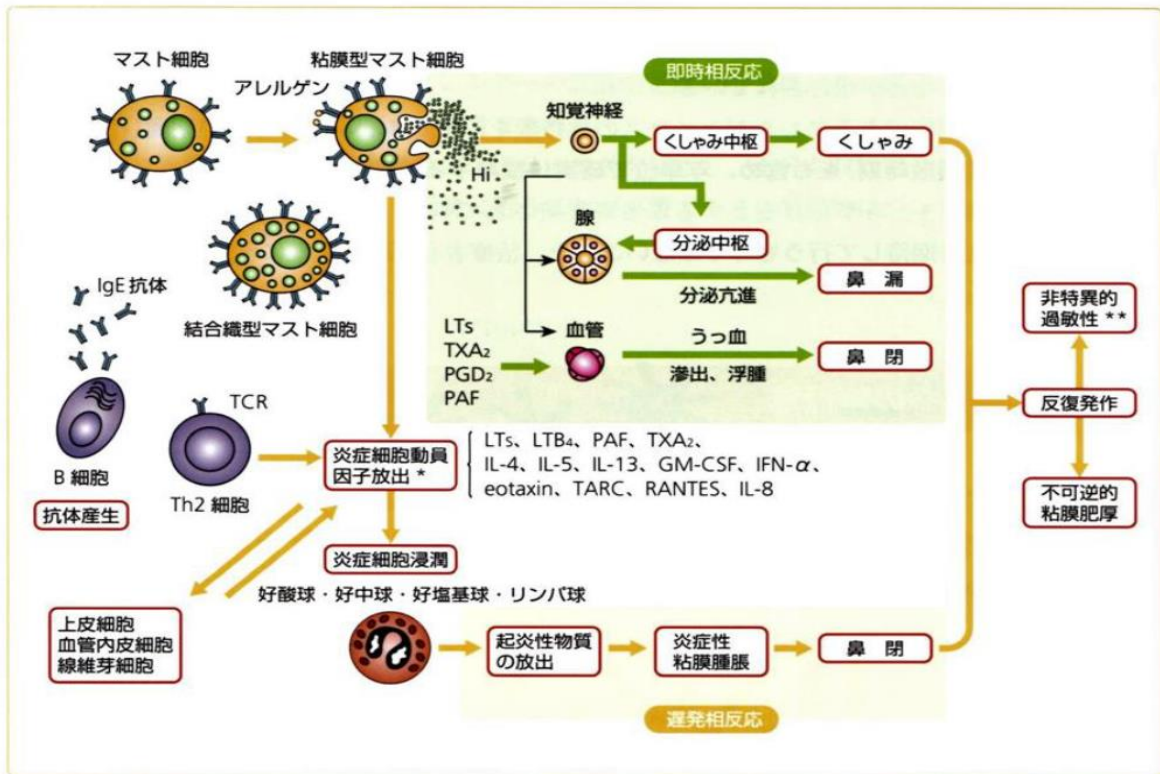 マスト細胞
粘膜型マスト細胞
アレルゲン
即時相反応
知覚神経
くしゃみ中枢
くしゃみ
Hi
腺
分泌中枢
分泌亢進
鼻 漏
IgE 抗体
結合織型マスト細胞
LTs
TXA₂
PGD₂
PAF
血管
うっ血
滲出、浮腫
鼻 閉
非特異的
過敏性 **
反復発作
不可逆的
粘膜肥厚
B 細胞
抗体産生
TCR
Th2 細胞
炎症細胞動員
因子放出 *
LTs、LTB₄、PAF、TXA₂、
IL-4、IL-5、IL-13、GM-CSF、IFN-α、
eotaxin、TARC、RANTES、IL-8
炎症細胞浸潤
好酸球・好中球・好塩基球・リンパ球
上皮細胞
血管内皮細胞
線維芽細胞
起炎性物質
の放出
炎症性
粘膜腫脹
鼻 閉
遅発相反応